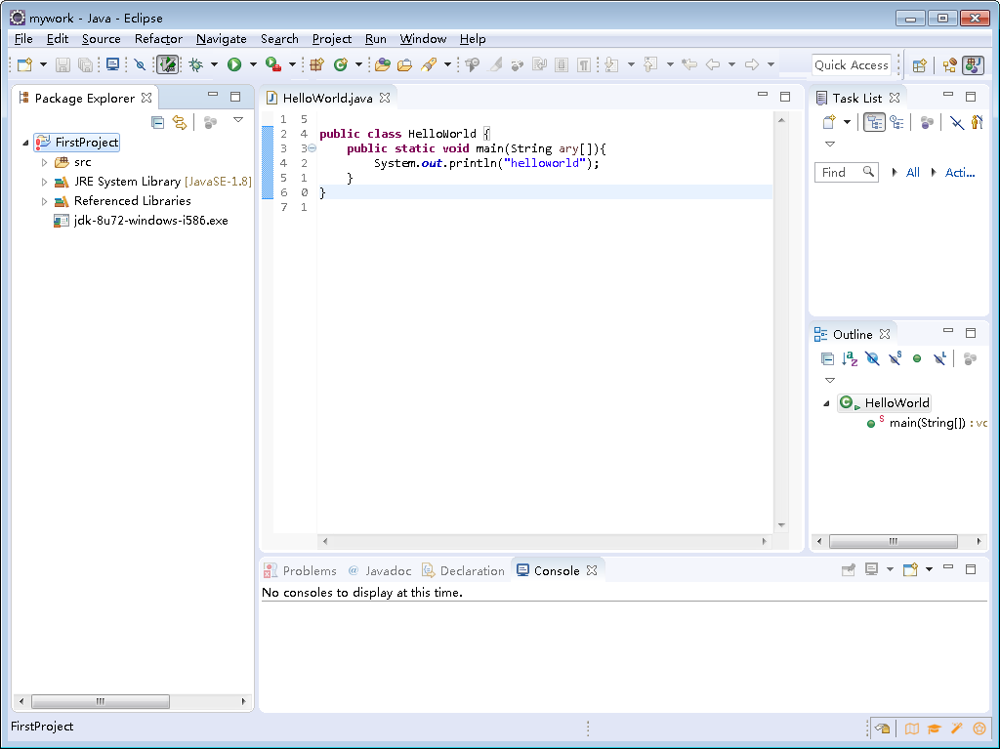 mywork - Java - Eclipse
File Edit Source Refactor Navigate Search Project Run Window Help
Quick Access
Package Explorer
FirstProject
src
JRE System Library [JavaSE-1.8]
Referenced Libraries
jdk-8u72-windows-i586.exe
HelloWorld.java
1 5
2 4 public class HelloWorld {
3 3 public static void main(String ary[]){
4 2 System.out.println("helloworld");
5 1 }
6 0 }
7 1
Task List
Find All Acti...
Outline
HelloWorld
main(String[]) : vo
Problems Javadoc Declaration Console
No consoles to display at this time.
FirstProject